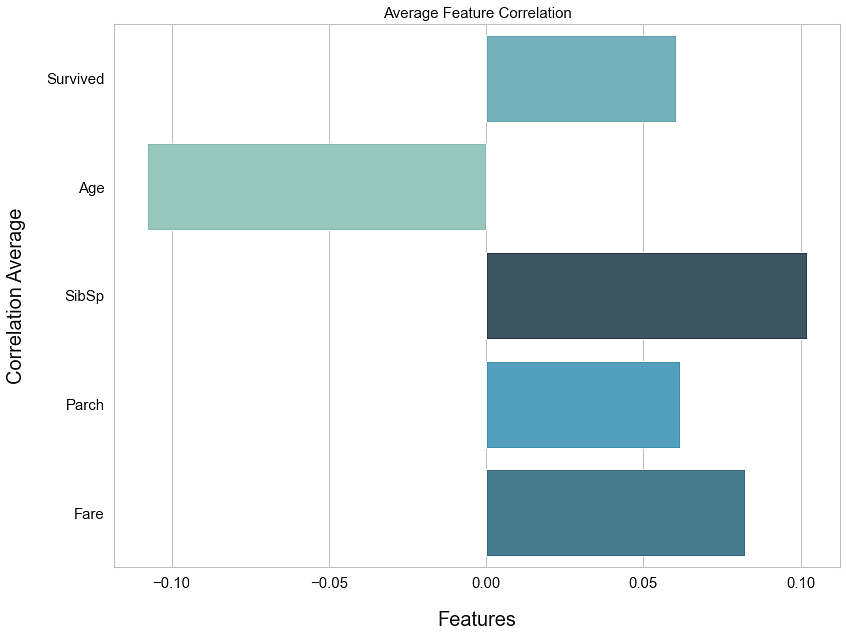 Average Feature Correlation
Survived
Age
SibSp
Parch
Fare
Correlation Average
−0.10
−0.05
0.00
0.05
0.10
Features